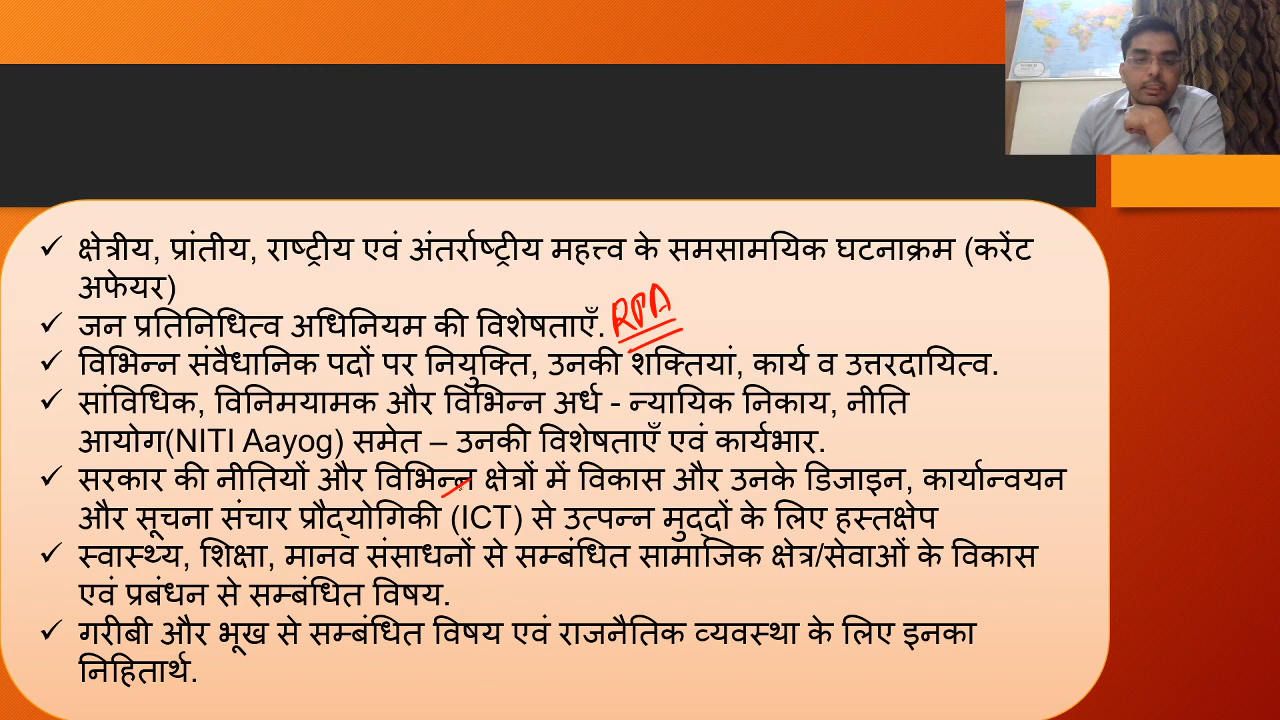 क्षेत्रीय, प्रांतीय, राष्ट्रीय एवं अंतर्राष्ट्रीय महत्त्व के समसामयिक घटनाक्रम (करेंट
अफेयर)
जन प्रतिनिधित्व अधिनियम की विशेषताएँ. RPA
विभिन्न संवैधानिक पदों पर नियुक्ति, उनकी शक्तियां, कार्य व उत्तरदायित्व.
सांविधिक, विनिमयामक और विभिन्न अर्ध - न्यायिक निकाय, नीति
आयोग(NITI Aayog) समेत – उनकी विशेषताएँ एवं कार्यभार.
सरकार की नीतियों और विभिन्न क्षेत्रों में विकास और उनके डिजाइन, कार्यान्वयन
और सूचना संचार प्रौद्योगिकी (ICT) से उत्पन्न मुद्दों के लिए हस्तक्षेप
स्वास्थ्य, शिक्षा, मानव संसाधनों से सम्बंधित सामाजिक क्षेत्र/सेवाओं के विकास
एवं प्रबंधन से सम्बंधित विषय.
गरीबी और भूख से सम्बंधित विषय एवं राजनैतिक व्यवस्था के लिए इनका
निहितार्थ.